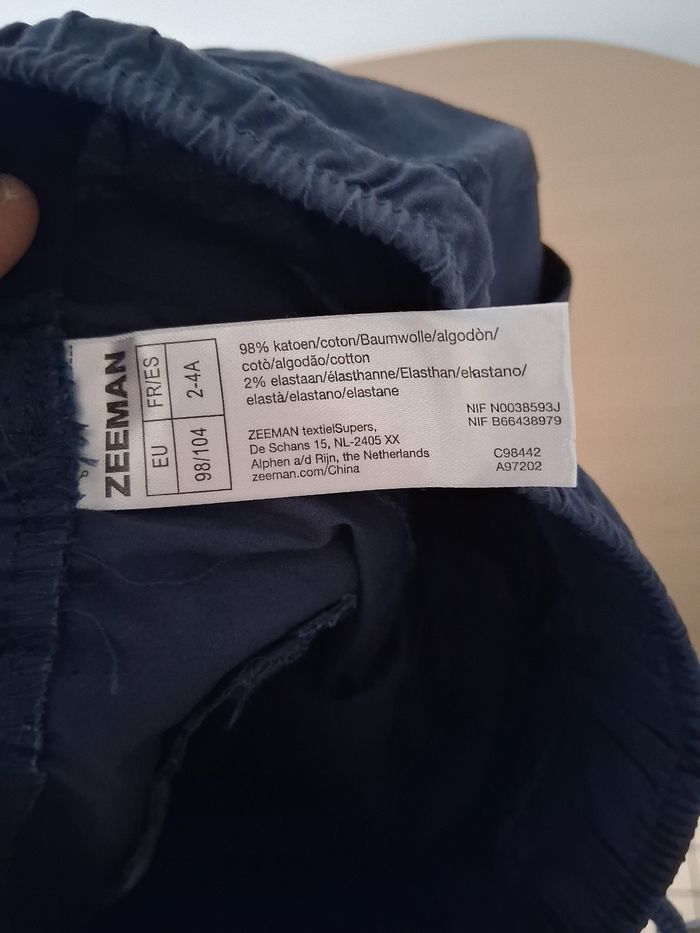 ZEEMAN
FR/ES 2-4A
EU 98/104
98% katoen/coton/Baumwolle/algodòn/
cotò/algodão/cotton
2% elastaan/élasthanne/Elasthan/elastano/
elastà/elastano/elastane
ZEEMAN textielSupers,
De Schans 15, NL-2405 XX
Alphen a/d Rijn, the Netherlands
zeeman.com/China
NIF N0038593J
NIF B66438979
C98442
A97202